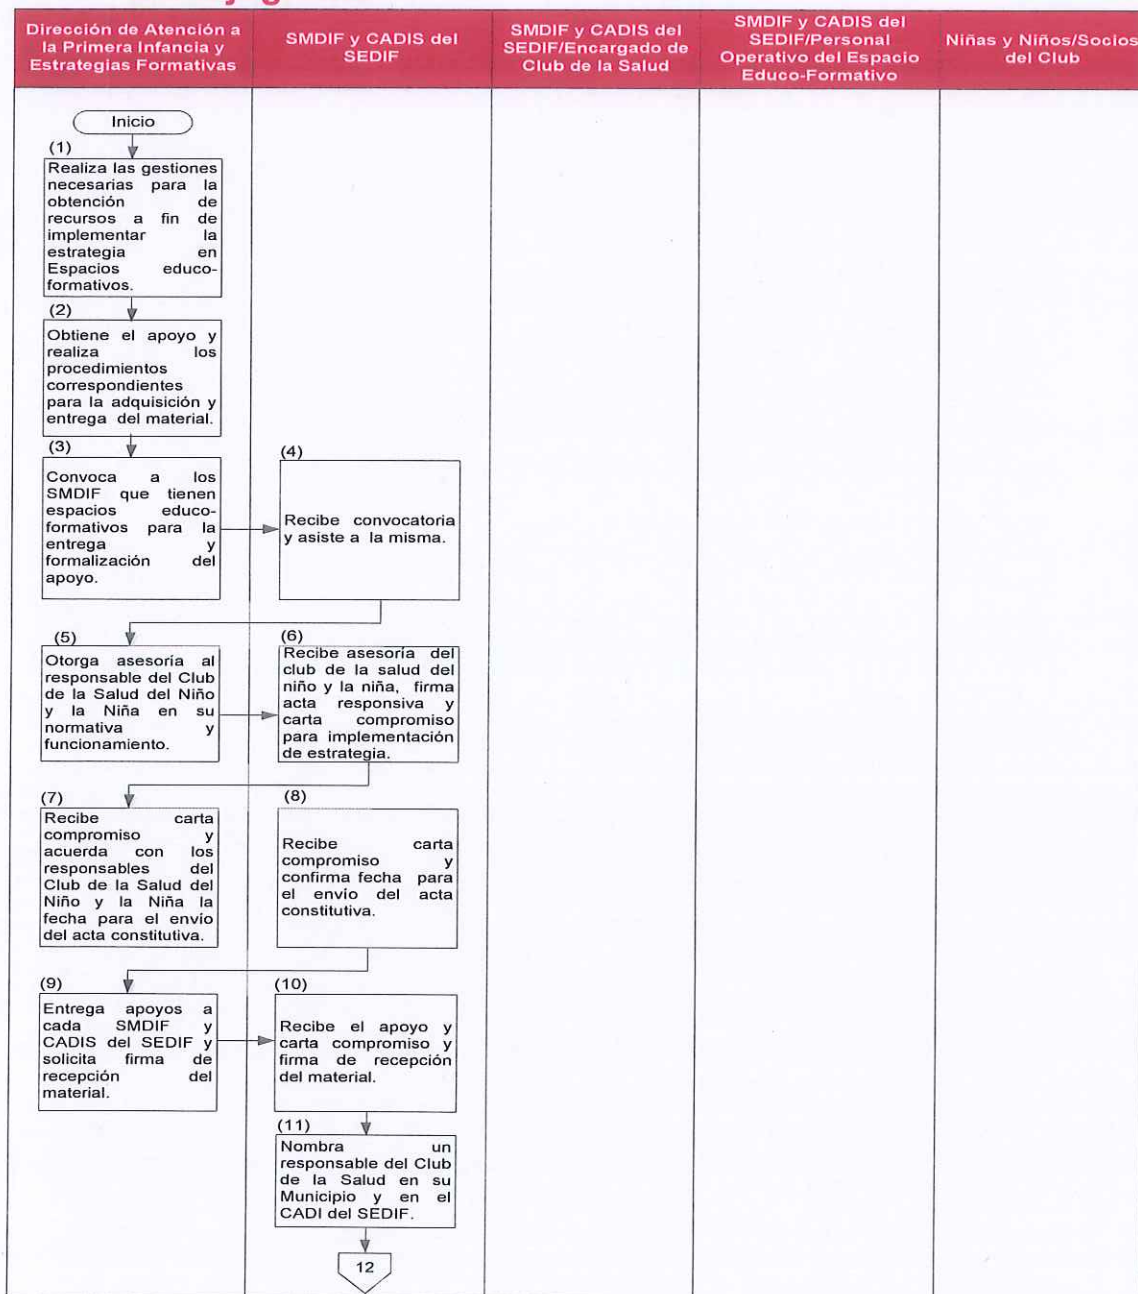 Dirección de Atención a
la Primera Infancia y
Estrategias Formativas
SMDIF y CADIS del
SEDIF
SMDIF y CADIS del
SEDIF/Encargado de
Club de la Salud
SMDIF y CADIS del
SEDIF/Personal
Operativo del Espacio
Educo-Formativo
Niñas y Niños/Socios
del Club
Inicio
(1)
Realiza las gestiones
necesarias para la
obtención de
recursos a fin de
implementar la
estrategia en
Espacios educo-
formativos.
(2)
Obtiene el apoyo y
realiza los
procedimientos
correspondientes
para la adquisición y
entrega del material.
(3)
Convoca a los
SMDIF que tienen
espacios educo-
formativos para la
entrega y
formalización del
apoyo.
(4)
Recibe convocatoria
y asiste a la misma.
(5)
Otorga asesoría al
responsable del Club
de la Salud del Niño
y la Niña en su
normativa y
funcionamiento.
(6)
Recibe asesoría del
club de la salud del
niño y la niña, firma
acta responsiva y
carta compromiso
para implementación
de estrategia.
(7)
Recibe carta
compromiso y
acuerda con los
responsables del
Club de la Salud del
Niño y la Niña la
fecha para el envío
del acta constitutiva.
(8)
Recibe carta
compromiso y
confirma fecha para
el envío del acta
constitutiva.
(9)
Entrega apoyos a
cada SMDIF y
CADIS del SEDIF y
solicita firma de
recepción del
material.
(10)
Recibe el apoyo y
carta compromiso y
firma de recepción
del material.
(11)
Nombra un
responsable del Club
de la Salud en su
Municipio y en el
CADI del SEDIF.
12